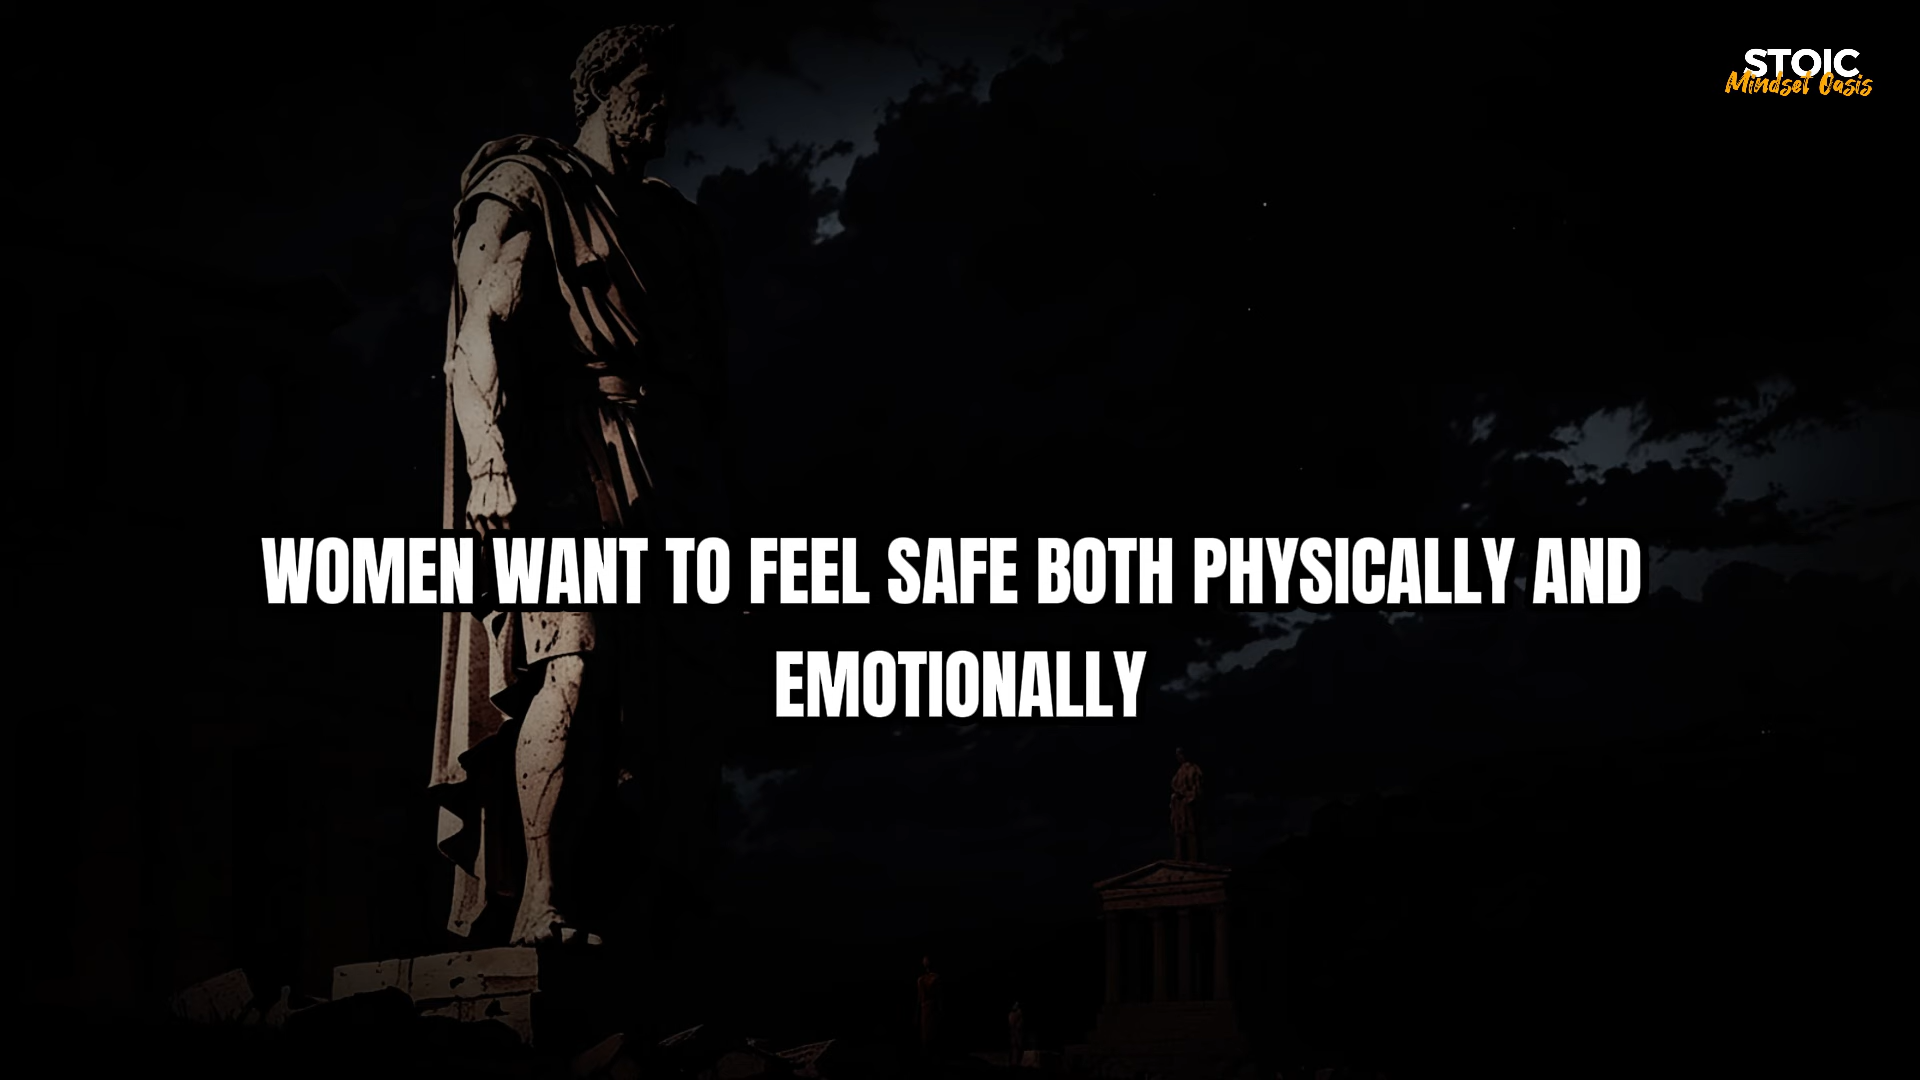 STOIC
Mindset Oasis
WOMEN WANT TO FEEL SAFE BOTH PHYSICALLY AND
EMOTIONALLY